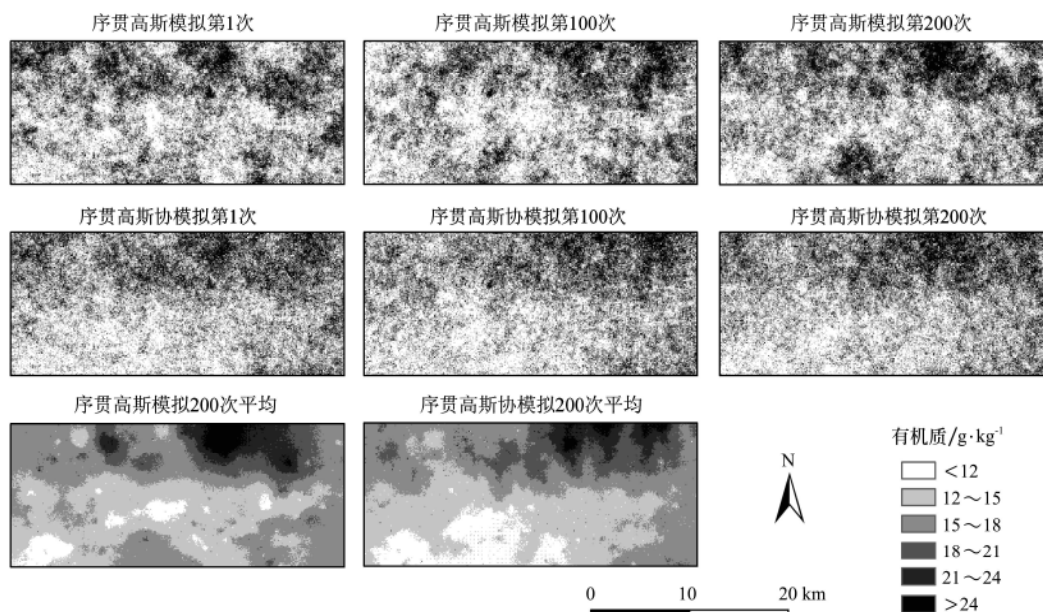 序贯高斯模拟第1次
序贯高斯模拟第100次
序贯高斯模拟第200次
序贯高斯协模拟第1次
序贯高斯协模拟第100次
序贯高斯协模拟第200次
序贯高斯模拟200次平均
序贯高斯协模拟200次平均
N
有机质/g·kg⁻¹
<12
12～15
15～18
18～21
21～24
>24
0 10 20 km